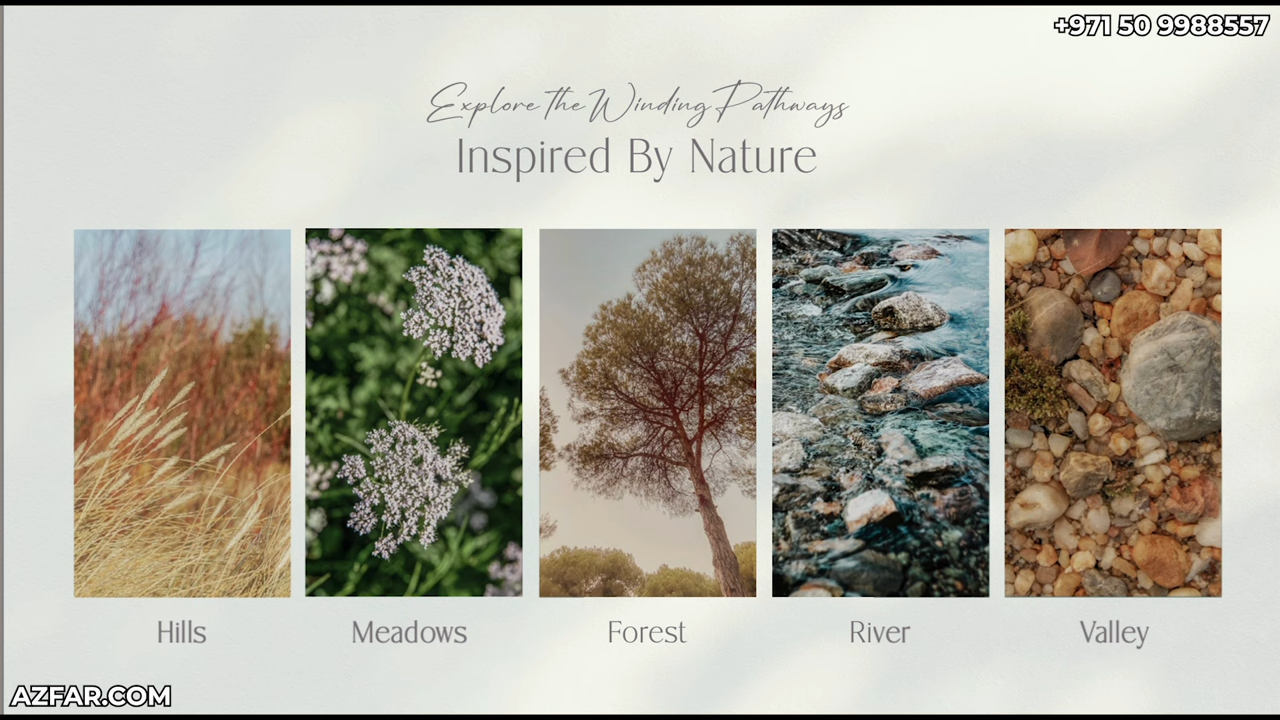 +971 50 9988557
Explore the Winding Pathways
Inspired By Nature
Hills
Meadows
Forest
River
Valley
AZFAR.COM